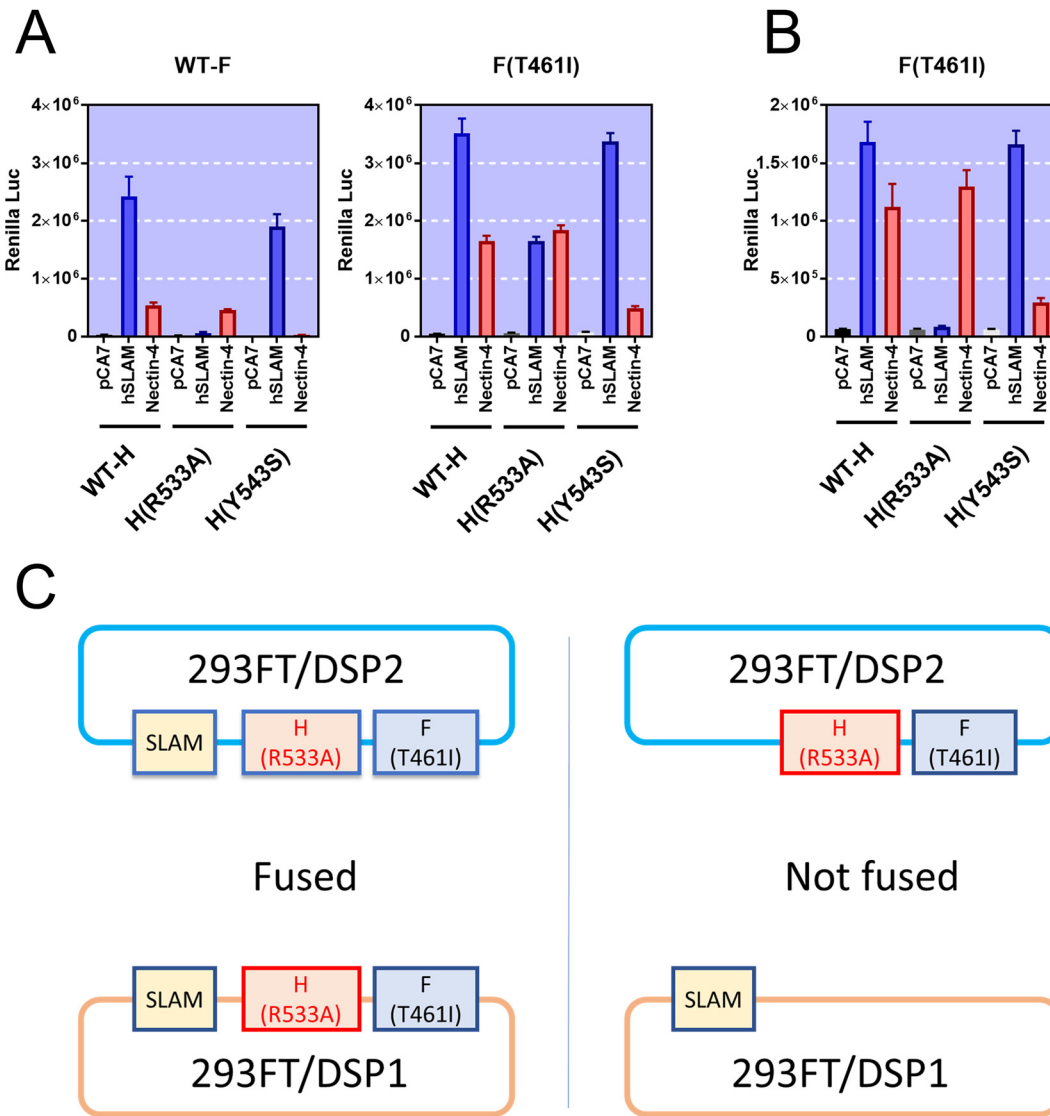 A
WT-F
4×10⁶
3×10⁶
2×10⁶
1×10⁶
0
Renilla Luc
pCA7
hSLAM
Nectin-4
pCA7
hSLAM
Nectin-4
pCA7
hSLAM
Nectin-4
WT-H
H(R533A)
H(Y543S)
F(T461I)
4×10⁶
3×10⁶
2×10⁶
1×10⁶
0
Renilla Luc
pCA7
hSLAM
Nectin-4
pCA7
hSLAM
Nectin-4
pCA7
hSLAM
Nectin-4
WT-H
H(R533A)
H(Y543S)
B
F(T461I)
2×10⁶
1.5×10⁶
1×10⁶
5×10⁵
0
Renilla Luc
pCA7
hSLAM
Nectin-4
pCA7
hSLAM
Nectin-4
pCA7
hSLAM
Nectin-4
WT-H
H(R533A)
H(Y543S)
C
293FT/DSP2
SLAM
H
(R533A)
F
(T461I)
Fused
SLAM
H
(R533A)
F
(T461I)
293FT/DSP1
293FT/DSP2
H
(R533A)
F
(T461I)
Not fused
SLAM
293FT/DSP1